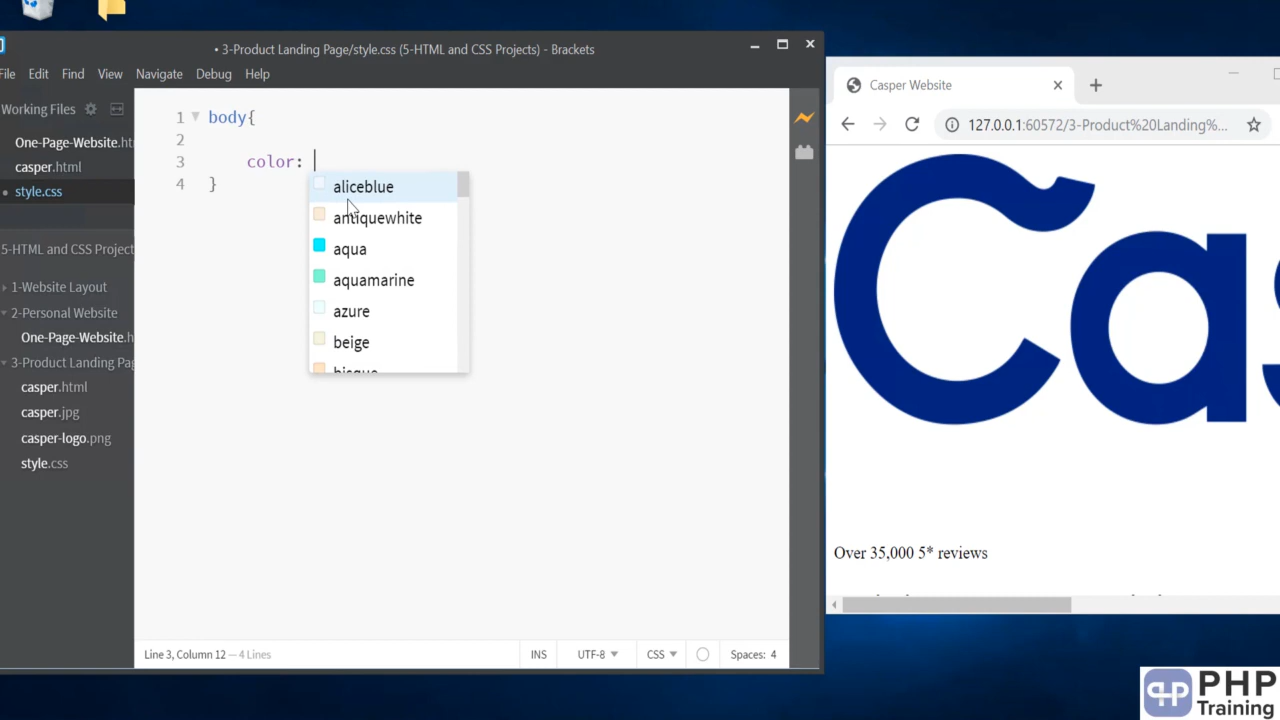 • 3-Product Landing Page/style.css (5-HTML and CSS Projects) - Brackets
File Edit Find View Navigate Debug Help
Working Files
One-Page-Website.ht
casper.html
• style.css
5-HTML and CSS Project
1-Website Layout
2-Personal Website
One-Page-Website.h
3-Product Landing Pag
casper.html
casper.jpg
casper-logo.png
style.css
1 body{
2
3 color:
4 }
aliceblue
antiquewhite
aqua
aquamarine
azure
beige
bisque
Line 3, Column 12 — 4 Lines
INS UTF-8 CSS Spaces: 4
Casper Website
127.0.0.1:60572/3-Product%20Landing%...
Cas
Over 35,000 5* reviews
PHP
Training